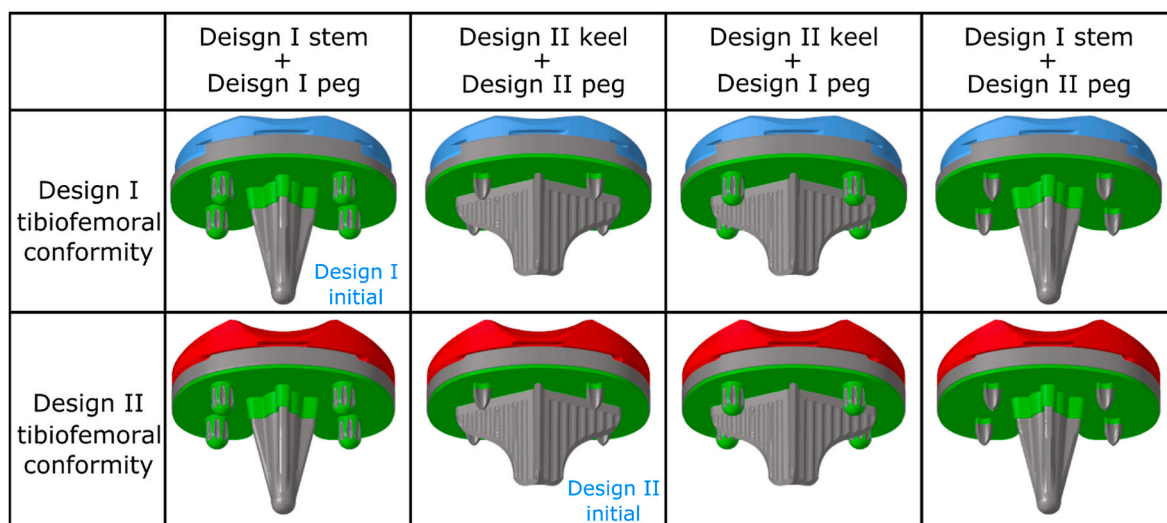 Deisgn I stem
+
Deisgn I peg
Design II keel
+
Design II peg
Design II keel
+
Design I peg
Design I stem
+
Design II peg
Design I
tibiofemoral
conformity
Design I
initial
Design II
tibiofemoral
conformity
Design II
initial